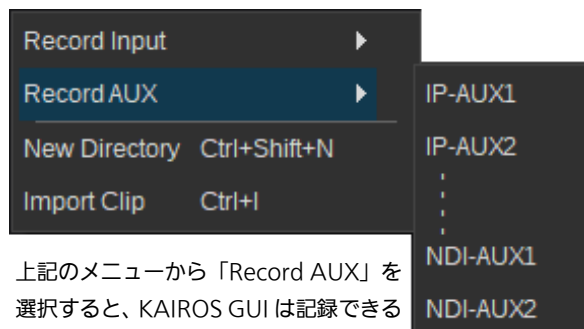 Record Input
Record AUX
New Directory Ctrl+Shift+N
Import Clip Ctrl+I
IP-AUX1
IP-AUX2
NDI-AUX1
NDI-AUX2
上記のメニューから「Record AUX」を
選択すると、KAIROS GUI は記録できる